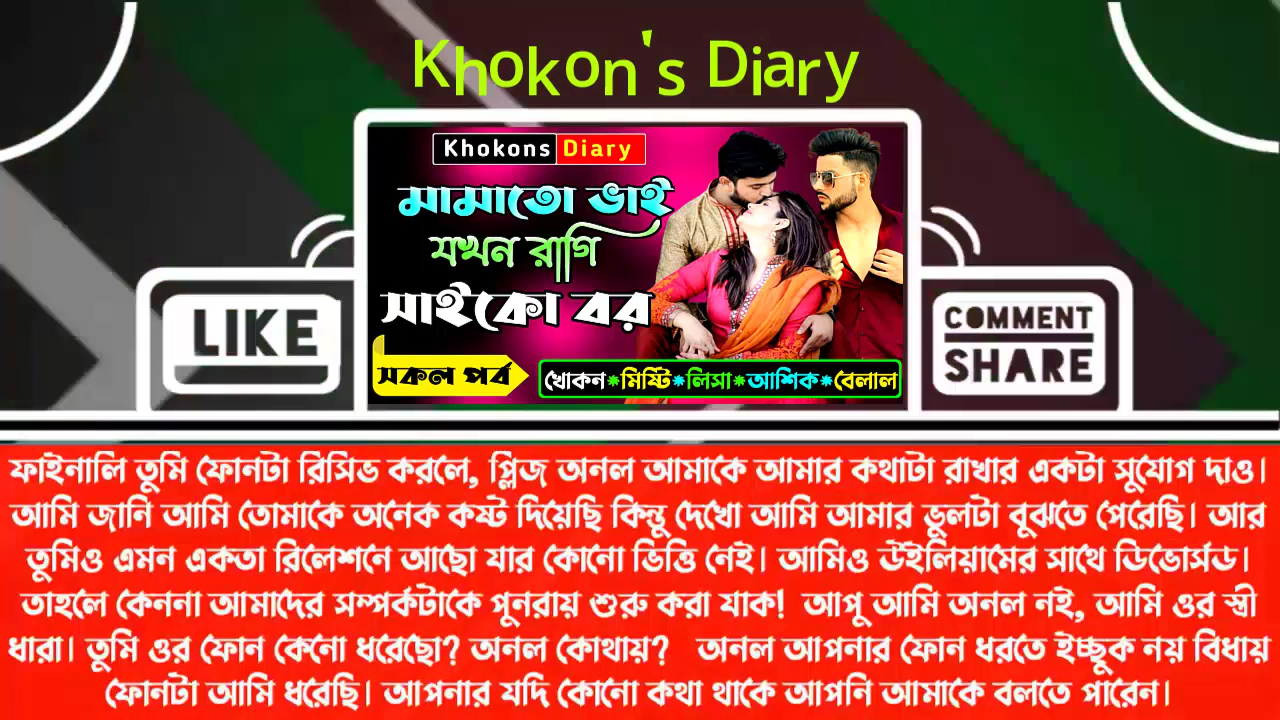 Khokon's Diary
Khokons Diary
মামাতো ভাই
যখন রাগি
সাইকো বর
সকল পর্ব
খোকন*মিষ্টি*লিসা*আশিক*বেলাল
LIKE
COMMENT
SHARE
ফাইনালি তুমি ফোনটা রিসিভ করলে, প্লিজ অনল আমাকে আমার কথাটা রাখার একটা সুযোগ দাও।
আমি জানি আমি তোমাকে অনেক কষ্ট দিয়েছি কিন্তু দেখো আমি আমার ভুলটা বুঝতে পেরেছি। আর
তুমিও এমন একতা রিলেশনে আছো যার কোনো ভিত্তি নেই। আমিও উইলিয়ামের সাথে ডিভোর্সড।
তাহলে কেননা আমাদের সম্পর্কটাকে পুনরায় শুরু করা যাক! আপু আমি অনল নই, আমি ওর স্ত্রী
ধারা। তুমি ওর ফোন কেনো ধরেছো? অনল কোথায়? অনল আপনার ফোন ধরতে ইচ্ছুক নয় বিধায়
ফোনটা আমি ধরেছি। আপনার যদি কোনো কথা থাকে আপনি আমাকে বলতে পারেন।